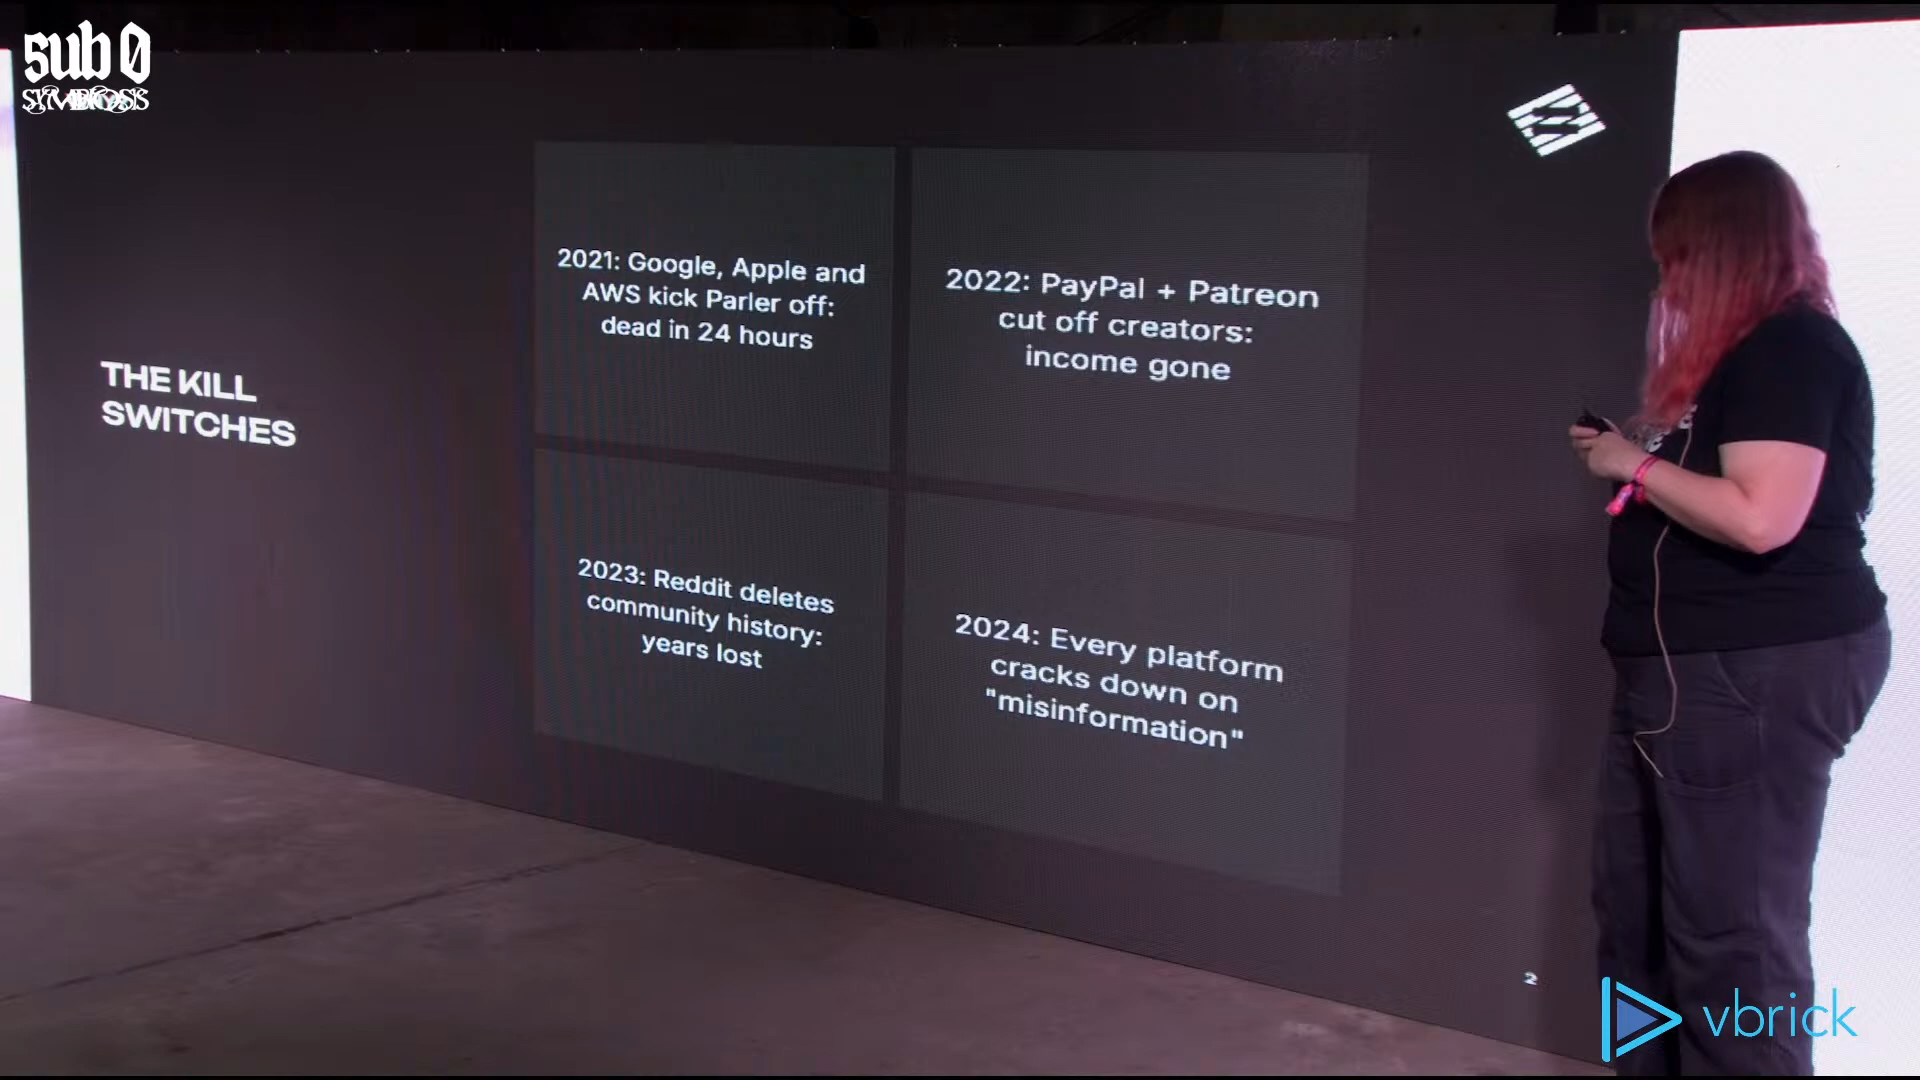 sub0
SYMBIOSIS
THE KILL
SWITCHES
2021: Google, Apple and
AWS kick Parler off:
dead in 24 hours
2022: PayPal + Patreon
cut off creators:
income gone
2023: Reddit deletes
community history:
years lost
2024: Every platform
cracks down on
"misinformation"
2
vbrick